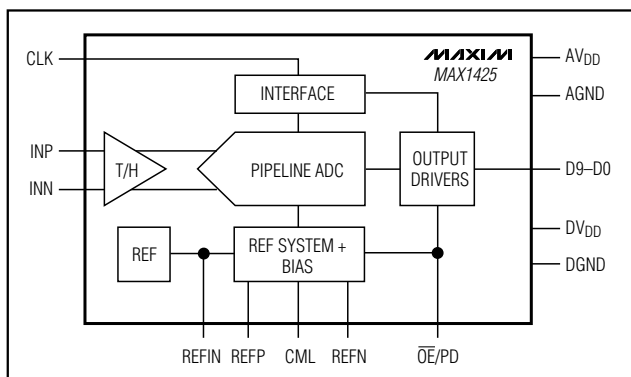 CLK
MAXIM
MAX1425
AVDD
AGND
INTERFACE
INP
INN
T/H
PIPELINE ADC
OUTPUT
DRIVERS
D9–D0
REF
REF SYSTEM +
BIAS
DVDD
DGND
REFIN
REFP
CML
REFN
O̅E̅/PD